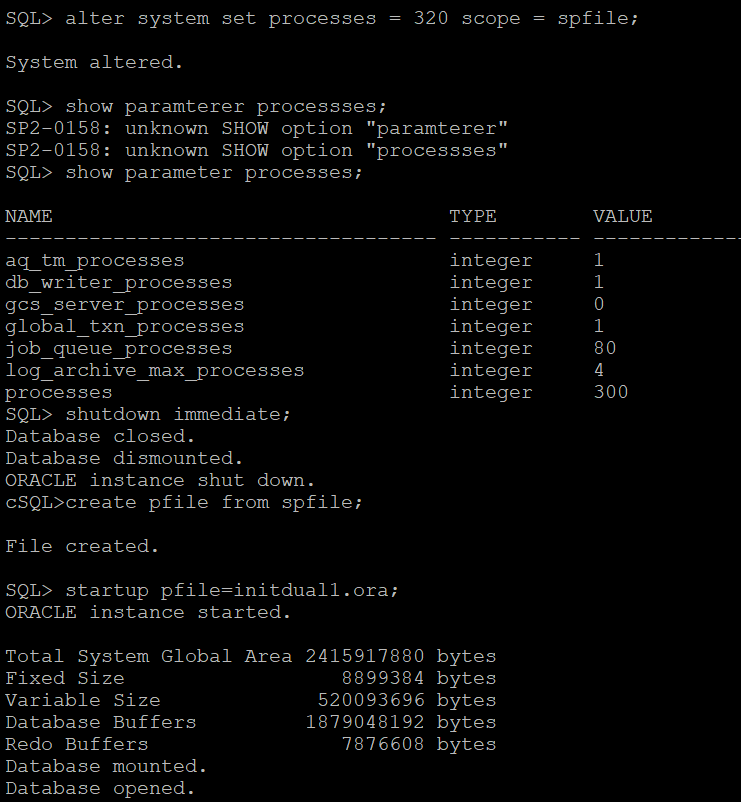 SQL> alter system set processes = 320 scope = spfile;
System altered.
SQL> show paramterer processses;
SP2-0158: unknown SHOW option "paramterer"
SP2-0158: unknown SHOW option "processses"
SQL> show parameter processes;
NAME                                 TYPE        VALUE
------------------------------------ ----------- -------------
aq_tm_processes                      integer     1
db_writer_processes                  integer     1
gcs_server_processes                 integer     0
global_txn_processes                 integer     1
job_queue_processes                  integer     80
log_archive_max_processes            integer     4
processes                            integer     300
SQL> shutdown immediate;
Database closed.
Database dismounted.
ORACLE instance shut down.
cSQL>create pfile from spfile;
File created.
SQL> startup pfile=initdual1.ora;
ORACLE instance started.
Total System Global Area 2415917880 bytes
Fixed Size                  8899384 bytes
Variable Size             520093696 bytes
Database Buffers         1879048192 bytes
Redo Buffers                7876608 bytes
Database mounted.
Database opened.